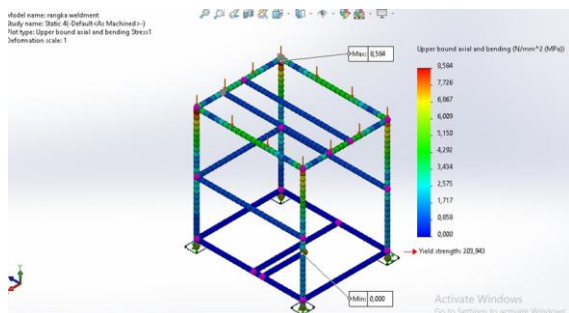 Model name: rangka weldment
Study name: Static 4(-Default<As Machined>-)
Plot type: Upper bound axial and bending Stress1
Deformation scale: 1
Max: 8,584
Upper bound axial and bending (N/mm^2 (MPa))
8,584
7,726
6,867
6,009
5,150
4,292
3,434
2,575
1,717
0,858
0,000
Yield strength: 203,943
Min: 0,000
Activate Windows
Go to Settings to activate Windows